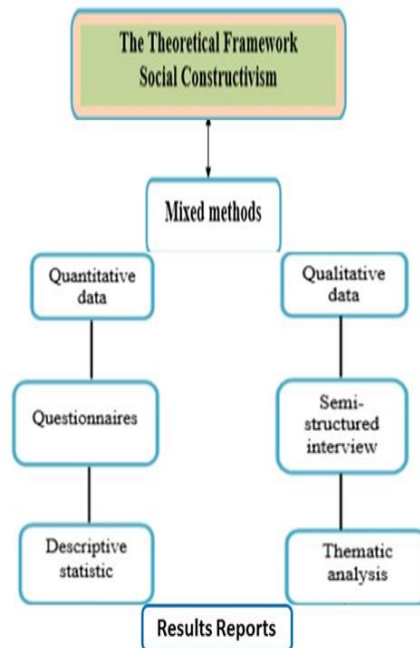 The Theoretical Framework
Social Constructivism
Mixed methods
Quantitative
data
Qualitative
data
Questionnaires
Semi-
structured
interview
Descriptive
statistic
Thematic
analysis
Results Reports